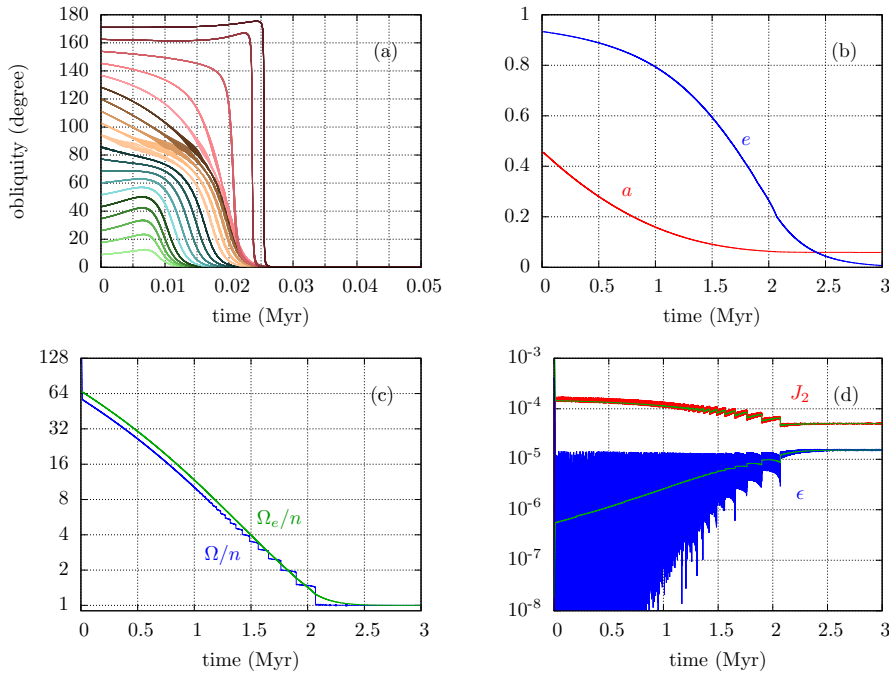 (a)
obliquity (degree)
180
160
140
120
100
80
60
40
20
0
0 0.01 0.02 0.03 0.04 0.05
time (Myr)
(b)
e
a
1
0.8
0.6
0.4
0.2
0
0 0.5 1 1.5 2 2.5 3
time (Myr)
(c)
Ωₑ/n
Ω/n
128
64
32
16
8
4
2
1
0 0.5 1 1.5 2 2.5 3
time (Myr)
(d)
J₂
ϵ
10⁻³
10⁻⁴
10⁻⁵
10⁻⁶
10⁻⁷
10⁻⁸
0 0.5 1 1.5 2 2.5 3
time (Myr)